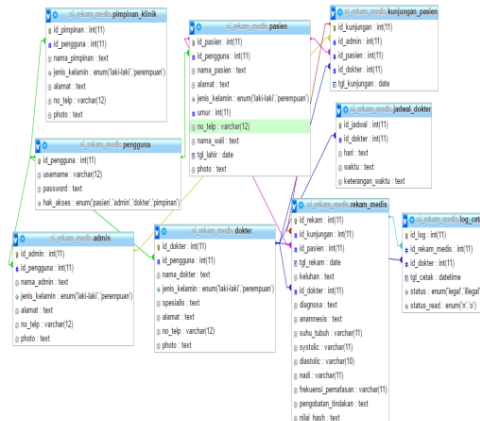 si_rekam_medis pimpinan_klinik
id_pimpinan : int(11)
id_pengguna : int(11)
nama_pimpinan : text
jenis_kelamin : enum('laki-laki','perempuan')
alamat : text
no_telp : varchar(12)
photo : text
si_rekam_medis pasien
id_pasien : int(11)
id_pengguna : int(11)
nama_pasien : text
alamat : text
jenis_kelamin : enum('laki-laki','perempuan')
umur : int(11)
no_telp : varchar(12)
nama_wali : text
tgl_lahir : date
photo : text
si_rekam_medis kunjungan_pasien
id_kunjungan : int(11)
id_admin : int(11)
id_pasien : int(11)
id_dokter : int(11)
tgl_kunjungan : date
si_rekam_medis jadwal_dokter
id_jadwal : int(11)
id_dokter : int(11)
hari : text
waktu : text
keterangan_waktu : text
si_rekam_medis pengguna
id_pengguna : int(11)
username : varchar(12)
password : text
hak_akses : enum('pasien','admin','dokter','pimpinan')
si_rekam_medis admin
id_admin : int(11)
id_pengguna : int(11)
nama_admin : text
jenis_kelamin : enum('laki-laki','perempuan')
alamat : text
no_telp : varchar(12)
photo : text
si_rekam_medis dokter
id_dokter : int(11)
id_pengguna : int(11)
nama_dokter : text
jenis_kelamin : enum('laki-laki','perempuan')
spesialis : text
alamat : text
no_telp : varchar(12)
photo : text
si_rekam_medis rekam_medis
id_rekam : int(11)
id_kunjungan : int(11)
id_pasien : int(11)
tgl_rekam : date
keluhan : text
id_dokter : int(11)
diagnosa : text
anamnesis : text
suhu_tubuh : varchar(11)
systolic : varchar(11)
diastolic : varchar(10)
nadi : varchar(11)
frekuensi_pernafasan : varchar(11)
pengobatan_tindakan : text
nilai_hash : text
si_rekam_medis log_ceta
id_log : int(11)
id_rekam_medis : int(11)
id_dokter : int(11)
tgl_cetak : datetime
status : enum('legal','illegal'
status_read : enum('n','o')